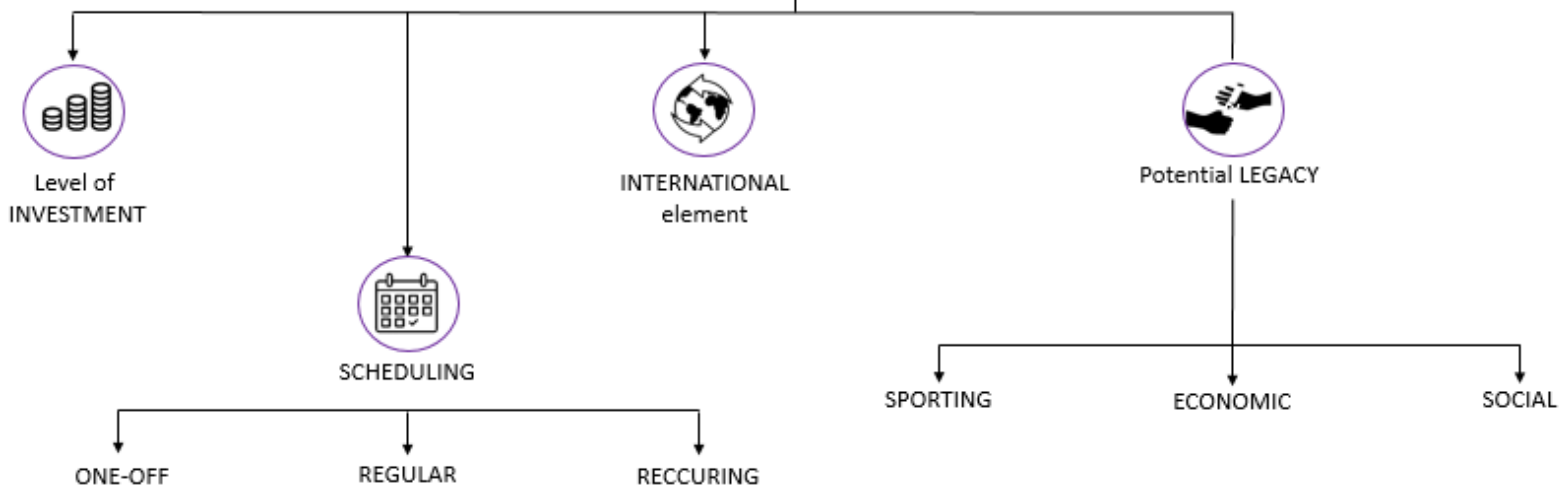 Level of
INVESTMENT
INTERNATIONAL
element
Potential LEGACY
SCHEDULING
SPORTING
ECONOMIC
SOCIAL
ONE-OFF
REGULAR
RECCURING